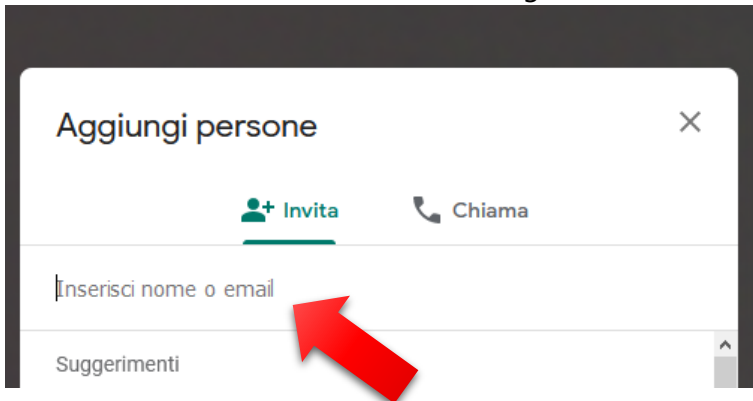 Aggiungi persone
Invita Chiama
Inserisci nome o email
Suggerimenti